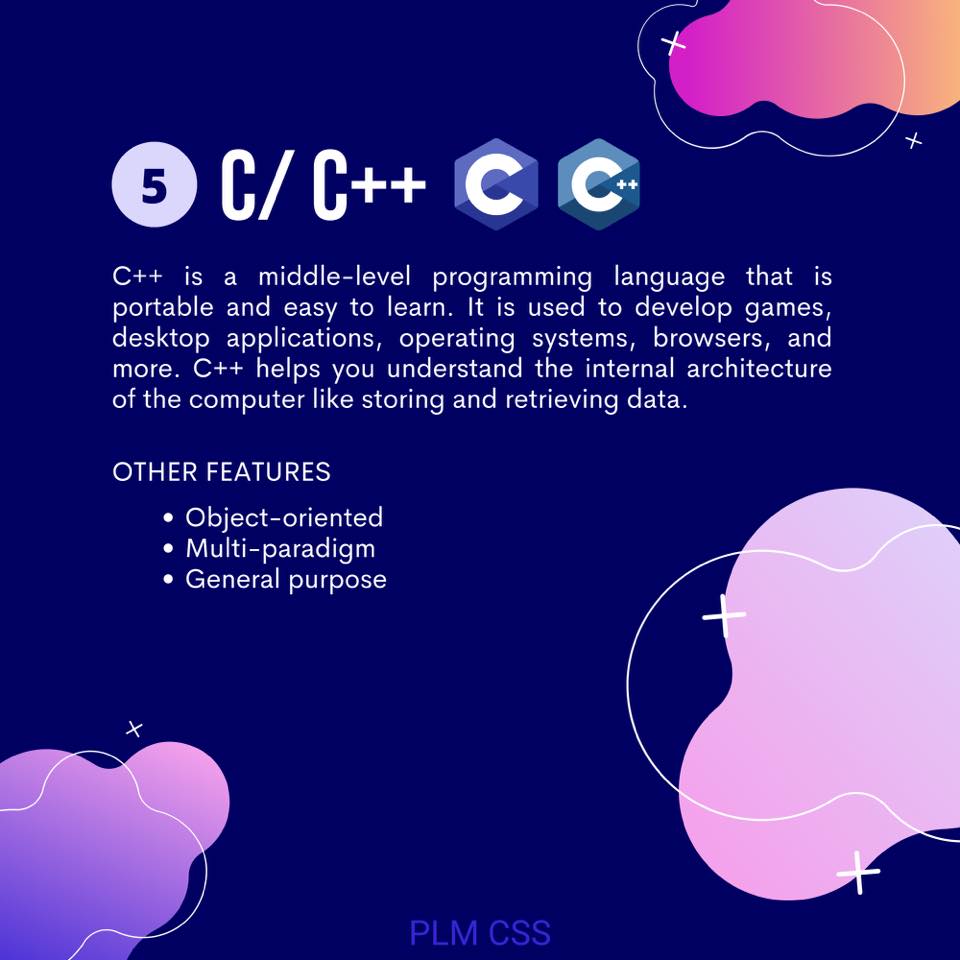 5 C/ C++ C C++
C++ is a middle-level programming language that is
portable and easy to learn. It is used to develop games,
desktop applications, operating systems, browsers, and
more. C++ helps you understand the internal architecture
of the computer like storing and retrieving data.
OTHER FEATURES
• Object-oriented
• Multi-paradigm
• General purpose
PLM CSS